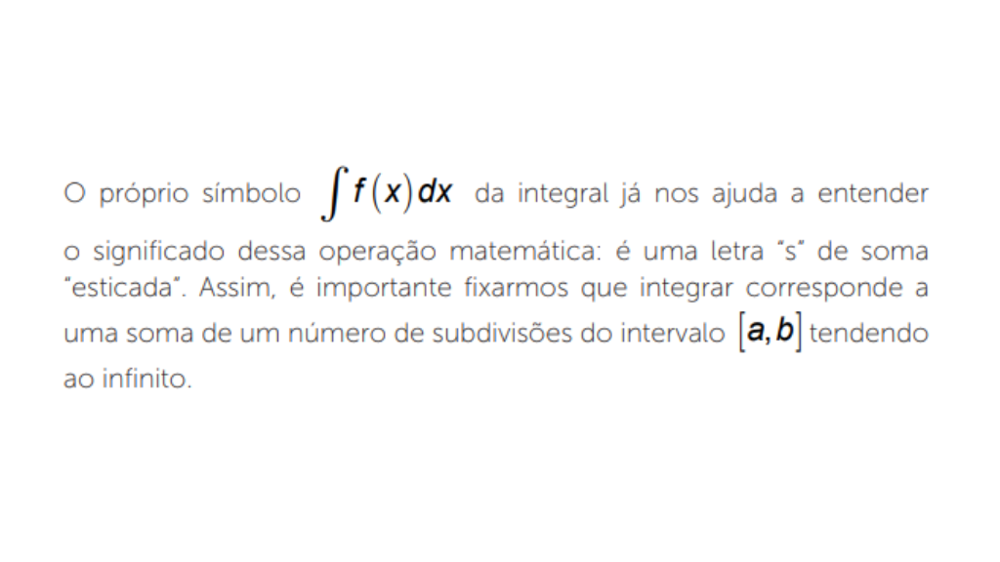 O próprio símbolo ∫f(x)dx da integral já nos ajuda a entender
o significado dessa operação matemática: é uma letra “s” de soma
“esticada”. Assim, é importante fixarmos que integrar corresponde a
uma soma de um número de subdivisões do intervalo [a,b] tendendo
ao infinito.